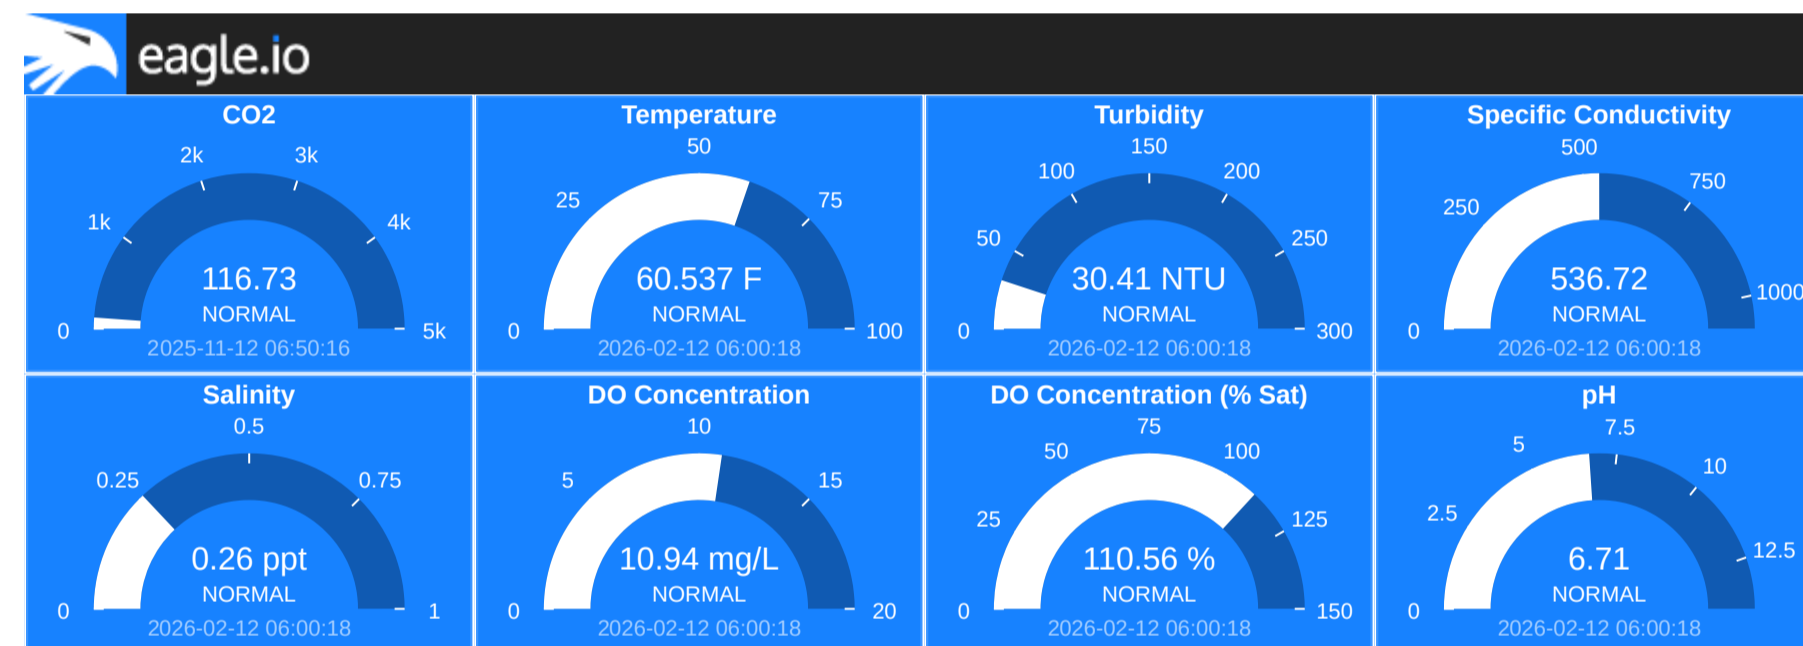 eagle.io
CO2
0
1k
2k
3k
4k
5k
116.73
NORMAL
2025-11-12 06:50:16
Temperature
0
25
50
75
100
60.537 F
NORMAL
2026-02-12 06:00:18
Turbidity
0
50
100
150
200
250
300
30.41 NTU
NORMAL
2026-02-12 06:00:18
Specific Conductivity
0
250
500
750
1000
536.72
NORMAL
2026-02-12 06:00:18
Salinity
0
0.25
0.5
0.75
1
0.26 ppt
NORMAL
2026-02-12 06:00:18
DO Concentration
0
5
10
15
20
10.94 mg/L
NORMAL
2026-02-12 06:00:18
DO Concentration (% Sat)
0
25
50
75
100
125
150
110.56 %
NORMAL
2026-02-12 06:00:18
pH
0
2.5
5
7.5
10
12.5
6.71
NORMAL
2026-02-12 06:00:18